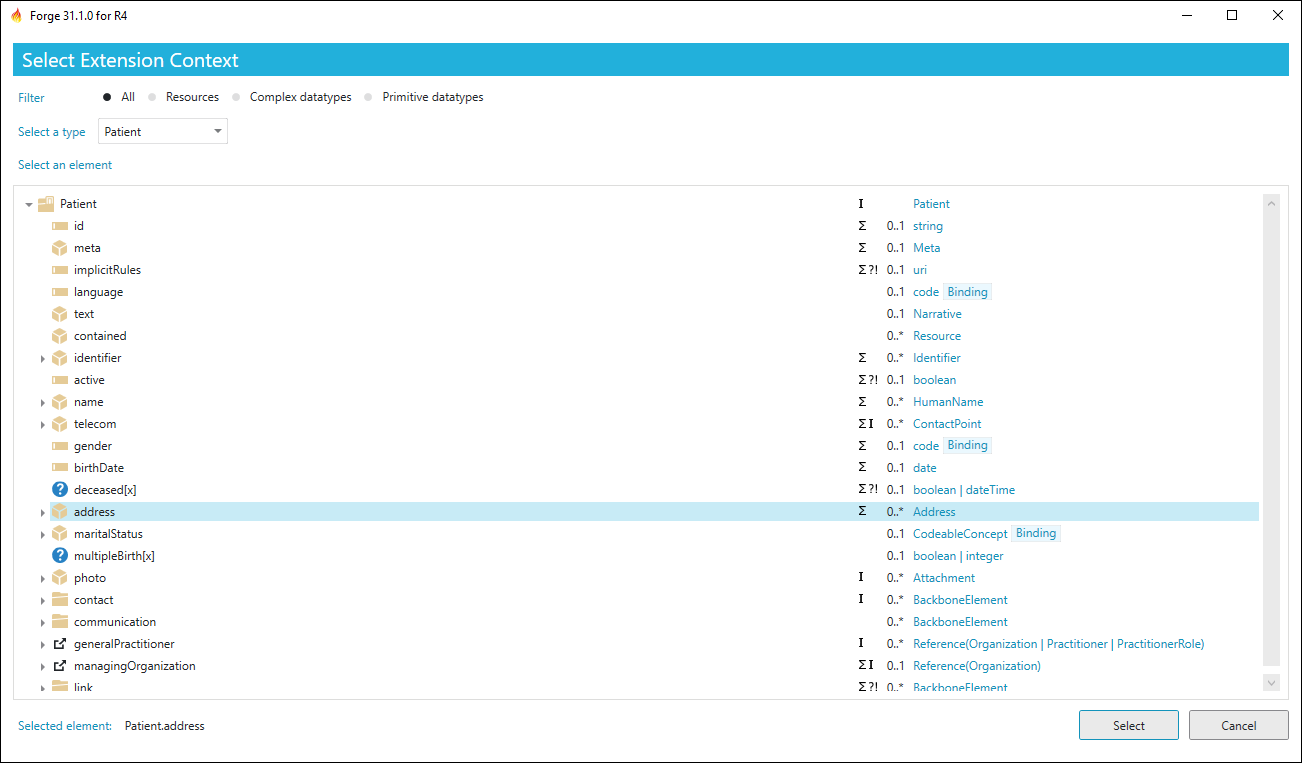 Forge 31.1.0 for R4
Select Extension Context
Filter All Resources Complex datatypes Primitive datatypes
Select a type Patient
Select an element
Patient I Patient
id Σ 0..1 string
meta Σ 0..1 Meta
implicitRules Σ?! 0..1 uri
language 0..1 code Binding
text 0..1 Narrative
contained 0..* Resource
identifier Σ 0..* Identifier
active Σ?! 0..1 boolean
name Σ 0..* HumanName
telecom Σ I 0..* ContactPoint
gender Σ 0..1 code Binding
birthDate Σ 0..1 date
deceased[x] Σ?! 0..1 boolean | dateTime
address Σ 0..* Address
maritalStatus 0..1 CodeableConcept Binding
multipleBirth[x] 0..1 boolean | integer
photo I 0..* Attachment
contact I 0..* BackboneElement
communication 0..* BackboneElement
generalPractitioner I 0..* Reference(Organization | Practitioner | PractitionerRole)
managingOrganization Σ I 0..1 Reference(Organization)
link Σ?! 0..* BackboneElement
Selected element: Patient.address Select Cancel